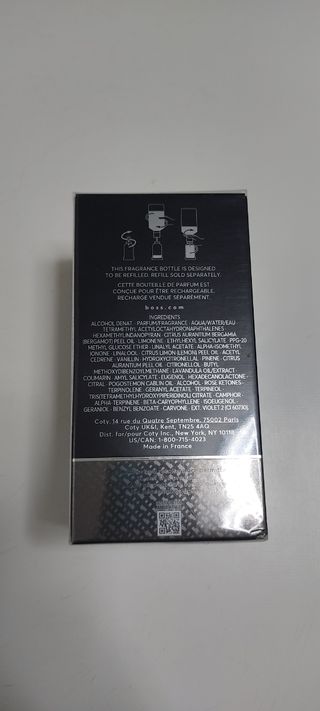 THIS FRAGRANCE BOTTLE IS DESIGNED
TO BE REFILLED. REFILL SOLD SEPARATELY.
CETTE BOUTEILLE DE PARFUM EST
CONÇUE POUR ÊTRE RECHARGEABLE.
RECHARGE VENDUE SÉPARÉMENT.
boss.com
INGREDIENTS
ALCOHOL DENAT. · PARFUM/FRAGRANCE · AQUA/WATER/EAU ·
TETRAMETHYL ACETYLOCTAHYDRONAPHTHALENES ·
HEXAMETHYLINDANOPYRAN · CITRUS AURANTIUM BERGAMIA
(BERGAMOT) PEEL OIL · LIMONENE · ETHYLHEXYL SALICYLATE · PPG-20
METHYL GLUCOSE ETHER · LINALYL ACETATE · ALPHA-ISOMETHYL
IONONE · LINALOOL · CITRUS LIMON (LEMON) PEEL OIL · ACETYL
CEDRENE · VANILLIN · HYDROXYCITRONELLAL · PINENE · CITRUS
AURANTIUM PEEL OIL · CITRONELLOL · BUTYL
METHOXYDIBENZOYLMETHANE · LAVANDULA OIL/EXTRACT ·
COUMARIN · AMYL SALICYLATE · EUGENOL · HEXADECANOLACTONE ·
CITRAL · POGOSTEMON CABLIN OIL · ALCOHOL · ROSE KETONES ·
TERPINOLENE · GERANYL ACETATE · TERPINEOL ·
TRIS(TETRAMETHYLHYDROXYPIPERIDINOL) CITRATE · CAMPHOR ·
ALPHA-TERPINENE · BETA-CARYOPHYLLENE · ISOEUGENOL ·
GERANIOL · BENZYL BENZOATE · CARVONE · EXT. VIOLET 2 (CI 60730).
Coty, 14 rue du Quatre Septembre, 75002 Paris
Coty UK&I, Kent, TN25 4AQ
Dist. for/pour Coty Inc., New York, NY 10118
US/CAN: 1-800-715-4023
Made in France